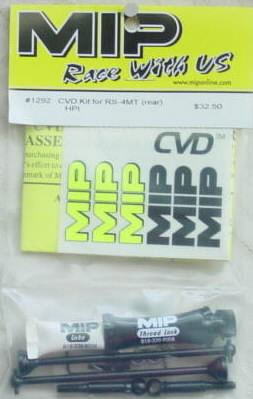 MIP
Race With Us
www.miponline.com
#1292 CVD Kit for RS-4MT (rear) $32.50
HPI
CVD TM
ASSE
MIP MIP MIP MIP MIP MIP
MIP
Lube
MIP
Thread Lock